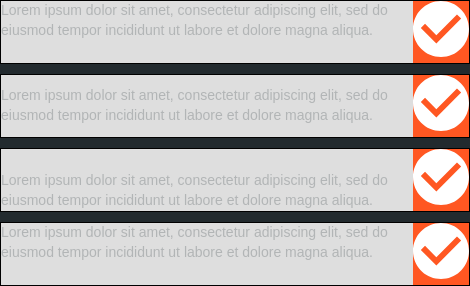 Lorem ipsum dolor sit amet, consectetur adipiscing elit, sed do
eiusmod tempor incididunt ut labore et dolore magna aliqua.
Lorem ipsum dolor sit amet, consectetur adipiscing elit, sed do
eiusmod tempor incididunt ut labore et dolore magna aliqua.
Lorem ipsum dolor sit amet, consectetur adipiscing elit, sed do
eiusmod tempor incididunt ut labore et dolore magna aliqua.
Lorem ipsum dolor sit amet, consectetur adipiscing elit, sed do
eiusmod tempor incididunt ut labore et dolore magna aliqua.